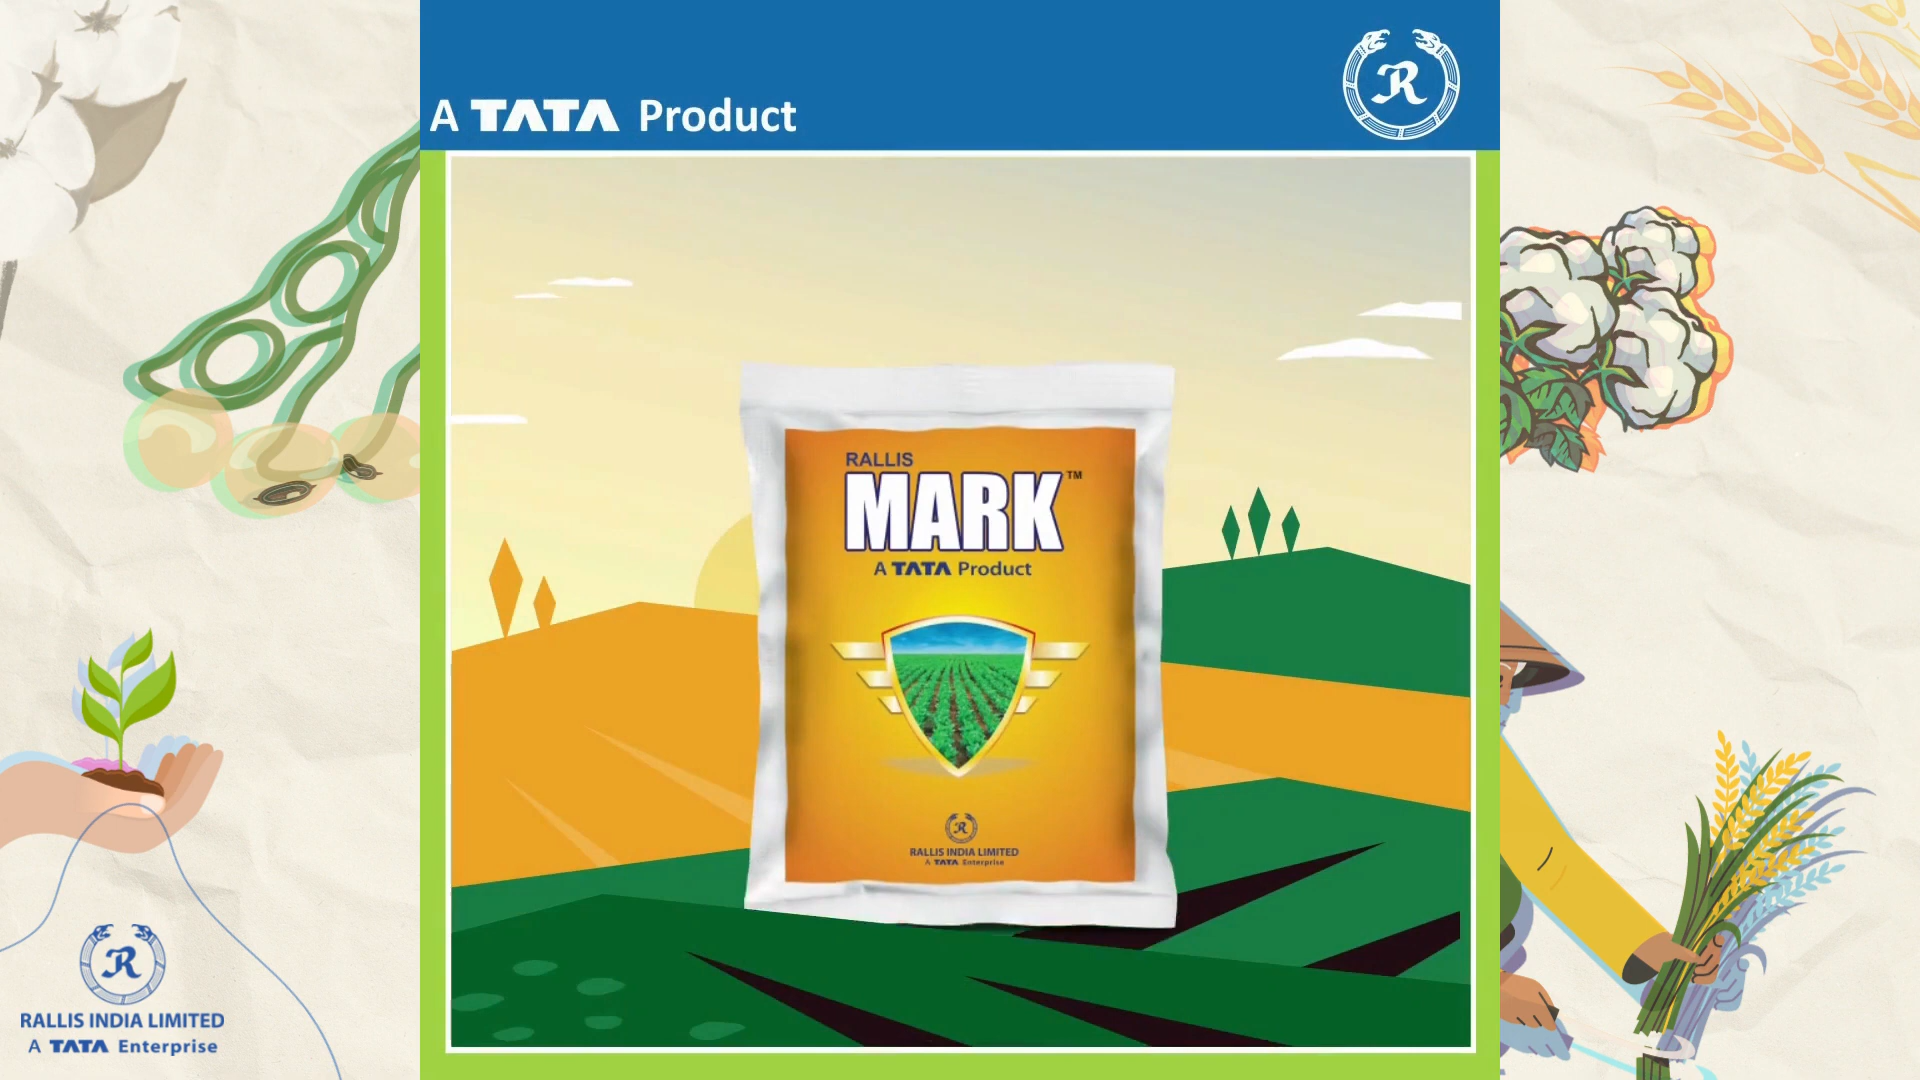 A TATA Product
R
RALLIS
MARK™
A TATA Product
R
RALLIS INDIA LIMITED
A TATA Enterprise
R
RALLIS INDIA LIMITED
A TATA Enterprise